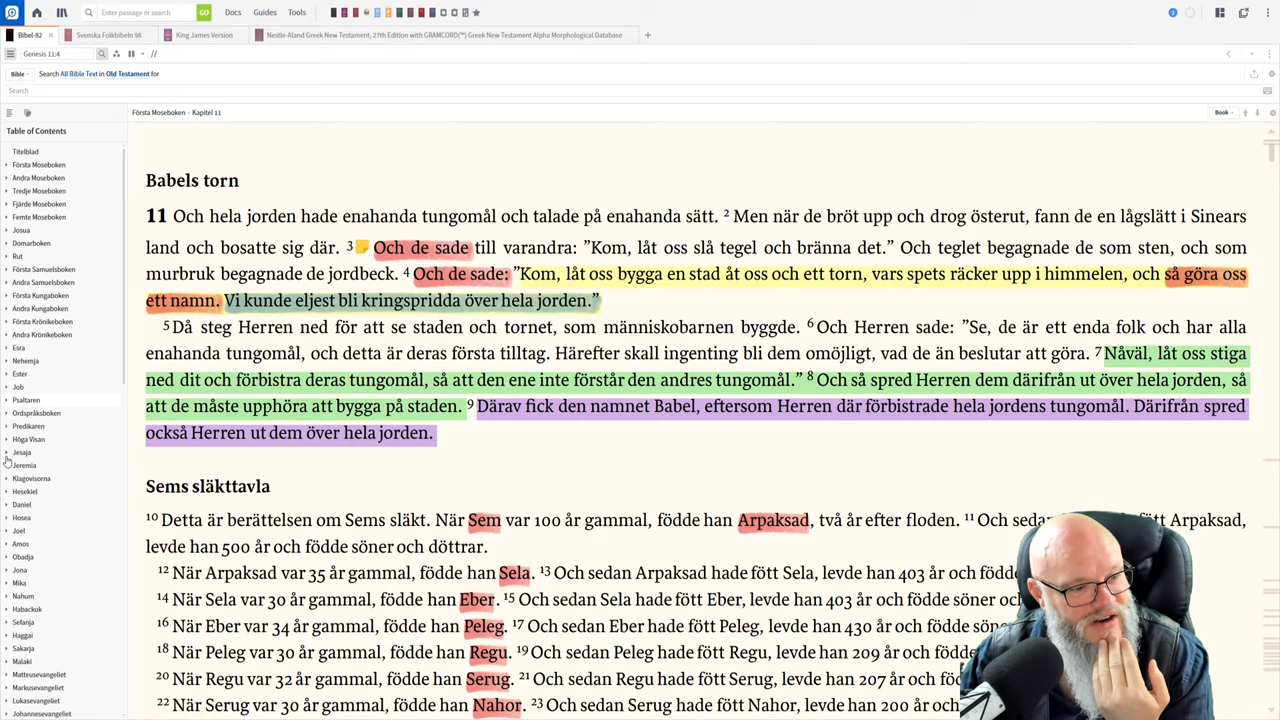 Enter passage or search
GO
Docs
Guides
Tools
2
Bibel-82
Svenska Folkbibeln 98
King James Version
Nestle-Aland Greek New Testament, 27th Edition with GRAMCORD(™) Greek New Testament Alpha Morphological Database
Genesis 11:4
Bible
Search All Bible Text in Old Testament for
Search
Första Moseboken › Kapitel 11
Book
Table of Contents
Titelblad
Första Moseboken
Andra Moseboken
Tredje Moseboken
Fjärde Moseboken
Femte Moseboken
Josua
Domarboken
Rut
Första Samuelsboken
Andra Samuelsboken
Första Kungaboken
Andra Kungaboken
Första Krönikeboken
Andra Krönikeboken
Esra
Nehemja
Ester
Job
Psaltaren
Ordspråksboken
Predikaren
Höga Visan
Jesaja
Jeremia
Klagovisorna
Hesekiel
Daniel
Hosea
Joel
Amos
Obadja
Jona
Mika
Nahum
Habackuk
Sefanja
Haggai
Sakarja
Malaki
Matteusevangeliet
Markusevangeliet
Lukasevangeliet
Johannesevangeliet
Babels torn
11 Och hela jorden hade enahanda tungomål och talade på enahanda sätt. 2 Men när de bröt upp och drog österut, fann de en lågslätt i Sinears
land och bosatte sig där. 3 Och de sade till varandra: ”Kom, låt oss slå tegel och bränna det.” Och teglet begagnade de som sten, och som
murbruk begagnade de jordbeck. 4 Och de sade: ”Kom, låt oss bygga en stad åt oss och ett torn, vars spets räcker upp i himmelen, och så göra oss
ett namn. Vi kunde eljest bli kringspridda över hela jorden.”
5 Då steg Herren ned för att se staden och tornet, som människobarnen byggde. 6 Och Herren sade: ”Se, de är ett enda folk och har alla
enahanda tungomål, och detta är deras första tilltag. Härefter skall ingenting bli dem omöjligt, vad de än beslutar att göra. 7 Nåväl, låt oss stiga
ned dit och förbistra deras tungomål, så att den ene inte förstår den andres tungomål.” 8 Och så spred Herren dem därifrån ut över hela jorden, så
att de måste upphöra att bygga på staden. 9 Därav fick den namnet Babel, eftersom Herren där förbistrade hela jordens tungomål. Därifrån spred
också Herren ut dem över hela jorden.
Sems släkttavla
10 Detta är berättelsen om Sems släkt. När Sem var 100 år gammal, födde han Arpaksad, två år efter floden. 11 Och sedan Sem hade fött Arpaksad,
levde han 500 år och födde söner och döttrar.
12 När Arpaksad var 35 år gammal, födde han Sela. 13 Och sedan Arpaksad hade fött Sela, levde han 403 år och födde
14 När Sela var 30 år gammal, födde han Eber. 15 Och sedan Sela hade fött Eber, levde han 403 år och födde söner och
16 När Eber var 34 år gammal, födde han Peleg. 17 Och sedan Eber hade fött Peleg, levde han 430 år och födde
18 När Peleg var 30 år gammal, födde han Regu. 19 Och sedan Peleg hade fött Regu, levde han 209 år och födde
20 När Regu var 32 år gammal, födde han Serug. 21 Och sedan Regu hade fött Serug, levde han 207 år och
22 När Serug var 30 år gammal, födde han Nahor. 23 Och sedan Serug hade fött Nahor, levde han 200 år och